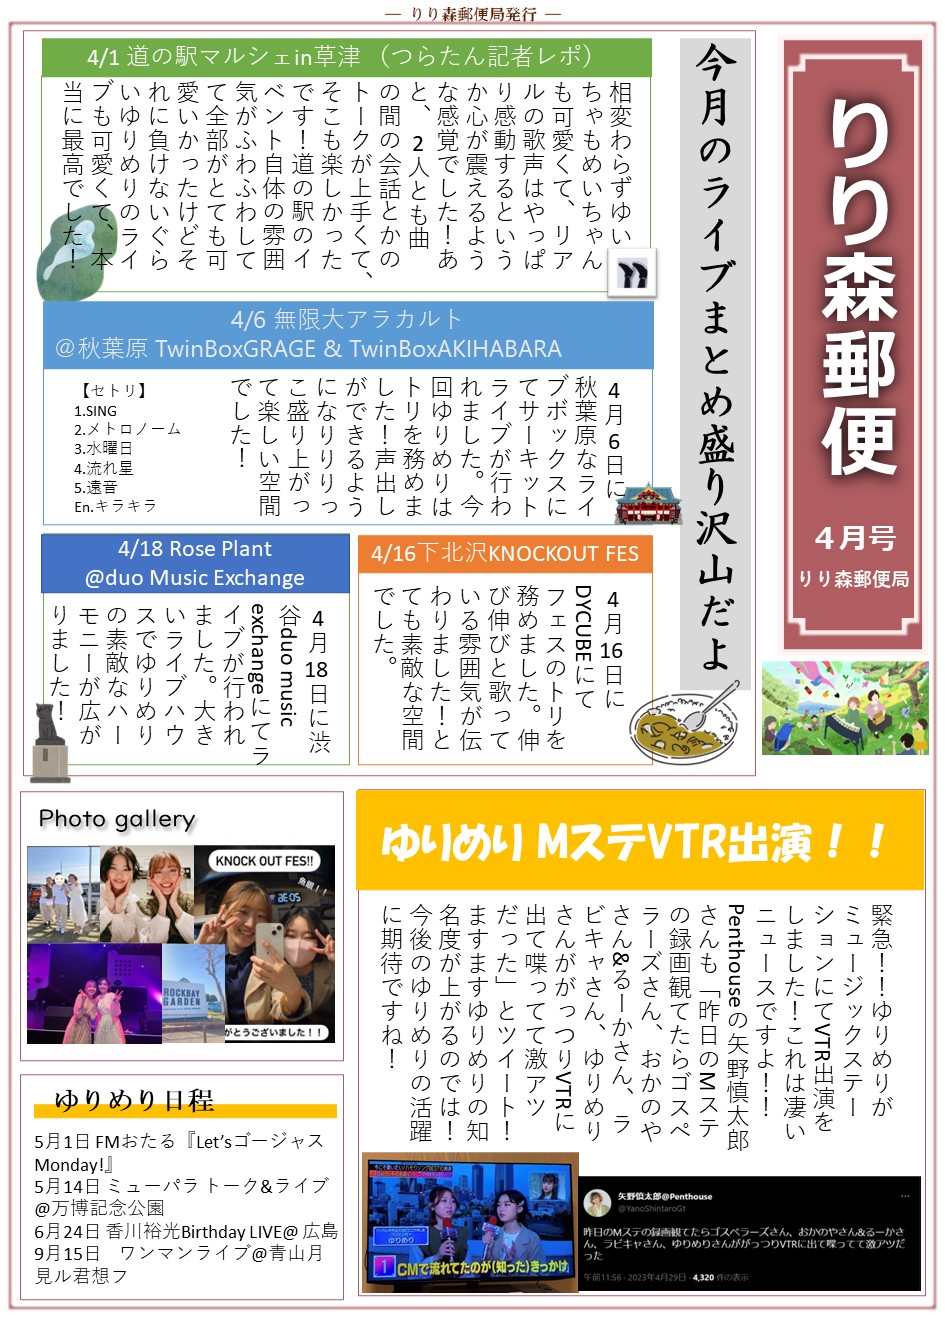 ― りり森郵便局発行 ―
りり森郵便
４月号
りり森郵便局
今月のライブまとめ盛り沢山だよ
4/1 道の駅マルシェin草津 （つらたん記者レポ）
相変わらずゆい
ちゃもめいちゃん
も可愛くて、リア
ルの歌声はやっぱ
り感動するという
か心が震えるよう
な感覚でした！あ
と、2人とも曲
の間の会話とかの
トークが上手くて、
そこも楽しかった
です！道の駅のイ
ベント自体の雰囲
気がふわふわして
て全部がとても可
愛いかったけどそ
れに負けないぐら
いゆりめりのライ
ブも可愛くて、本
当に最高でした！
4/6 無限大アラカルト
＠秋葉原 TwinBoxGRAGE & TwinBoxAKIHABARA
4月6日に
秋葉原なライ
ブボックスに
てサーキット
ライブが行わ
れました。今
回ゆりめりは
トリを務めま
した！声出し
ができるよう
になりりりっ
こ盛り上がっ
て楽しい空間
でした！
【セトリ】
1.SING
2.メトロノーム
3.水曜日
4.流れ星
5.遠音
En.キラキラ
4/16下北沢KNOCKOUT FES
4月16日に
DYCUBEにて
フェスのトリを
務めました。伸
び伸びと歌って
いる雰囲気が伝
わりました！と
ても素敵な空間
でした。
4/18 Rose Plant
@duo Music Exchange
4月18日に渋
谷duo music
exchangeにてラ
イブが行われ
ました。大き
いライブハウ
スでゆりめり
の素敵なハー
モニーが広が
りました！
ゆりめり MステVTR出演！！
緊急！！ゆりめりが
ミュージックステー
ションにてVTR出演を
しました！これは凄い
ニュースですよ！！
Penthouseの矢野慎太郎
さんも「昨日のMステ
の録画観てたらゴスペ
ラーズさん、おかのや
さん&るーかさん、ラ
ビキャさん、ゆりめり
さんががっつりVTRに
出て喋ってて激アツ
だった」とツイート！
ますますゆりめりの知
名度が上がるのでは！
今後のゆりめりの活躍
に期待ですね！
1
CMで流れてたのが（知った）きっかけ
矢野慎太郎@Penthouse
@YanoShintaroGt
昨日のMステの録画観てたらゴスペラーズさん、おかのやさん&るーかさ
ん、ラビキャさん、ゆりめりさんががっつりVTRに出て喋ってて激アツだ
った
午前11:56 · 2023年4月29日 · 4,320 件の表示
Photo gallery
KNOCK OUT FES!!
魚眼！！
ROCKBAY
GARDEN
がとうございました！！
ゆりめり日程
5月1日 FMおたる『Let'sゴージャス
Monday!』
5月14日 ミューパラ トーク&ライブ
@万博記念公園
6月24日 香川裕光Birthday LIVE@ 広島
9月15日　ワンマンライブ@青山月
見ル君想フ